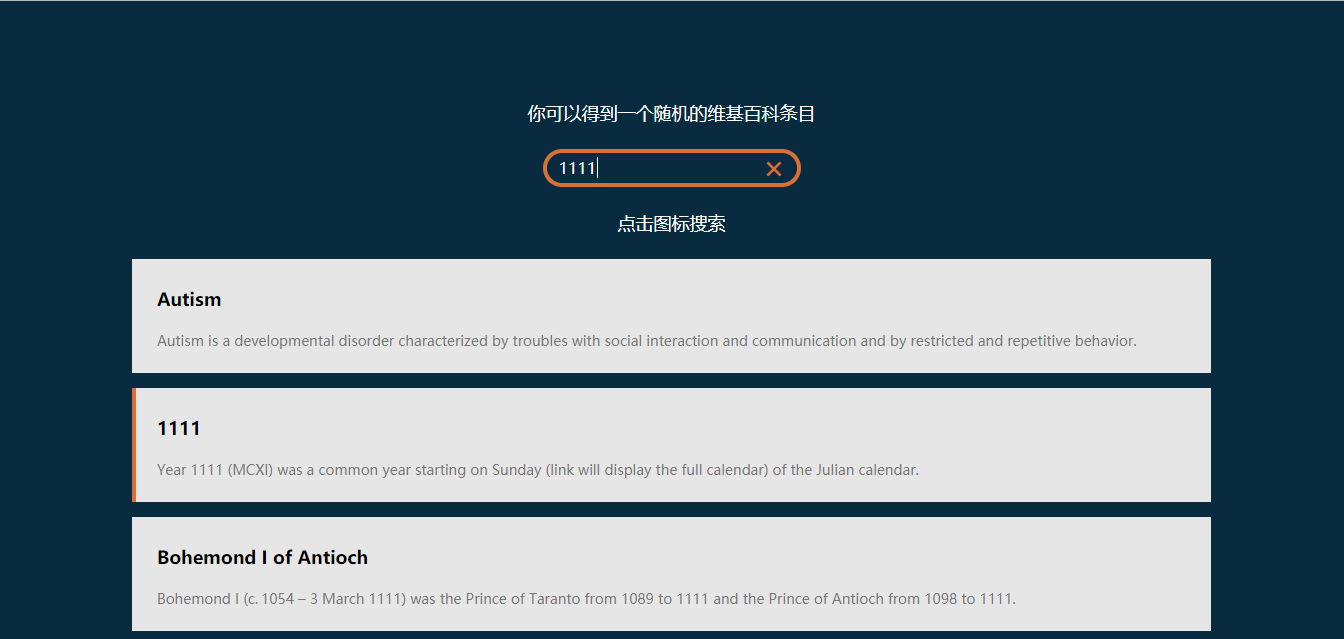 你可以得到一个随机的维基百科条目
1111
点击图标搜索
Autism
Autism is a developmental disorder characterized by troubles with social interaction and communication and by restricted and repetitive behavior.
1111
Year 1111 (MCXI) was a common year starting on Sunday (link will display the full calendar) of the Julian calendar.
Bohemond I of Antioch
Bohemond I (c. 1054 – 3 March 1111) was the Prince of Taranto from 1089 to 1111 and the Prince of Antioch from 1098 to 1111.